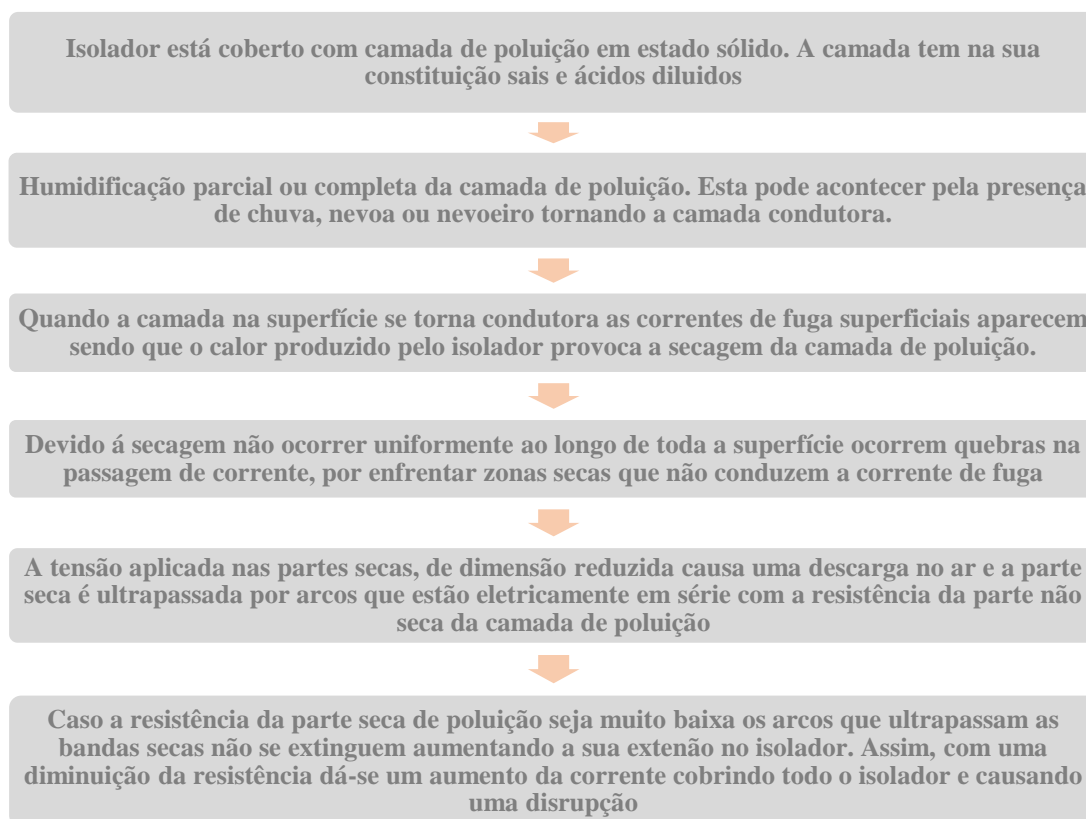 Isolador está coberto com camada de poluição em estado sólido. A camada tem na sua
constituição sais e ácidos diluidos
Humidificação parcial ou completa da camada de poluição. Esta pode acontecer pela presença
de chuva, nevoa ou nevoeiro tornando a camada condutora.
Quando a camada na superfície se torna condutora as correntes de fuga superficiais aparecem
sendo que o calor produzido pelo isolador provoca a secagem da camada de poluição.
Devido á secagem não ocorrer uniformente ao longo de toda a superfície ocorrem quebras na
passagem de corrente, por enfrentar zonas secas que não conduzem a corrente de fuga
A tensão aplicada nas partes secas, de dimensão reduzida causa uma descarga no ar e a parte
seca é ultrapassada por arcos que estão eletricamente em série com a resistência da parte não
seca da camada de poluição
Caso a resistência da parte seca de poluição seja muito baixa os arcos que ultrapassam as
bandas secas não se extinguem aumentando a sua extenão no isolador. Assim, com uma
diminuição da resistência dá-se um aumento da corrente cobrindo todo o isolador e causando
uma disrupção